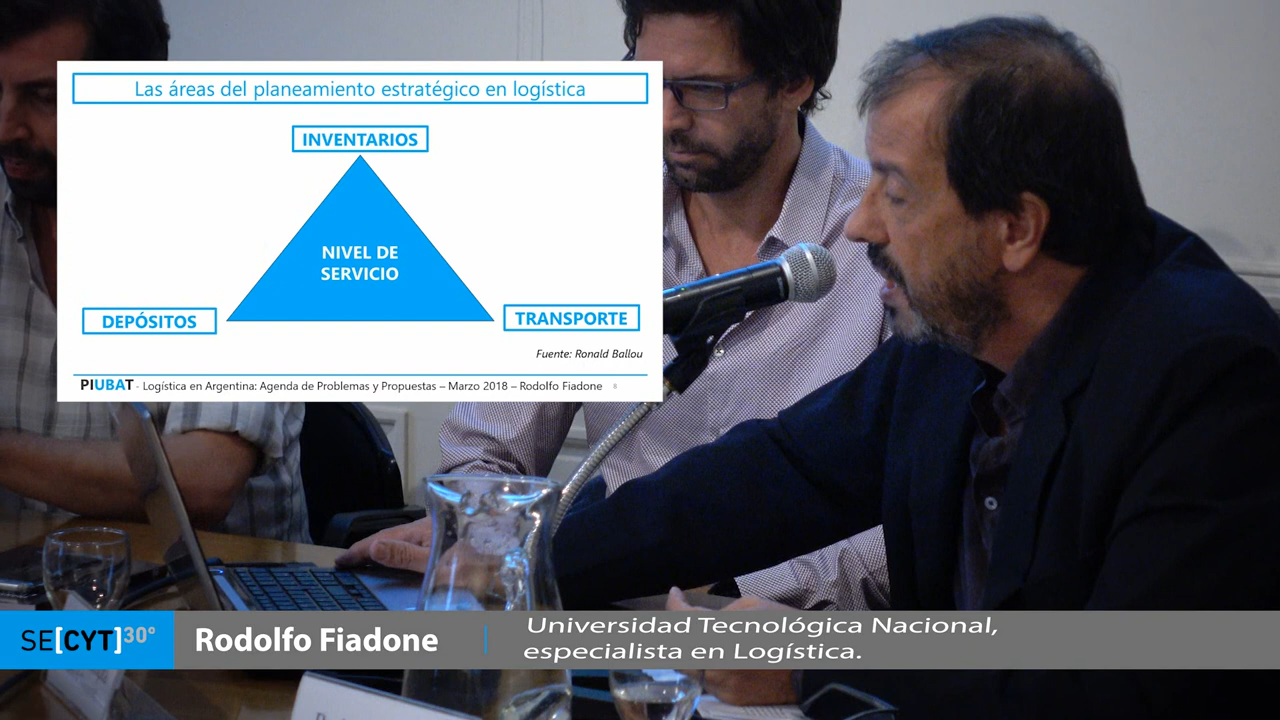 Las áreas del planeamiento estratégico en logística
INVENTARIOS
NIVEL DE
SERVICIO
DEPÓSITOS
TRANSPORTE
Fuente: Ronald Ballou
PIUBAT - Logística en Argentina: Agenda de Problemas y Propuestas – Marzo 2018 – Rodolfo Fiadone 8
SE[CYT]30°
Rodolfo Fiadone
Universidad Tecnológica Nacional,
especialista en Logística.